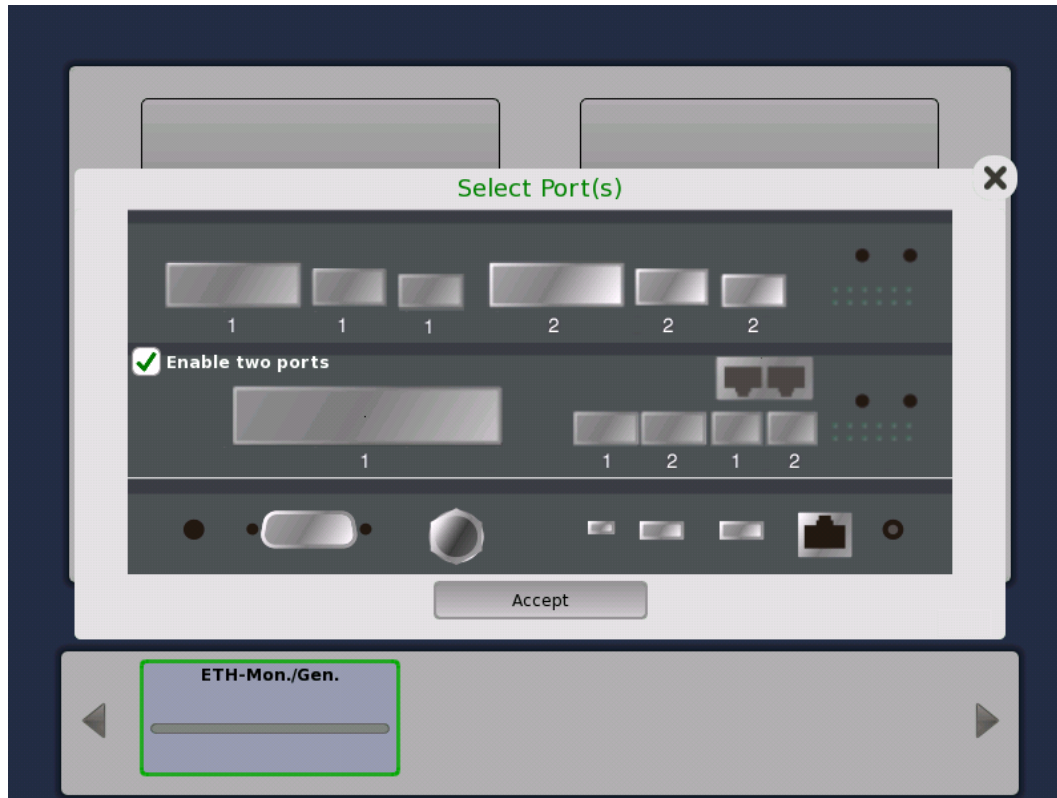 Select Port(s)
1 1 1 2 2 2
Enable two ports
1 1 2 1 2
Accept
ETH-Mon./Gen.